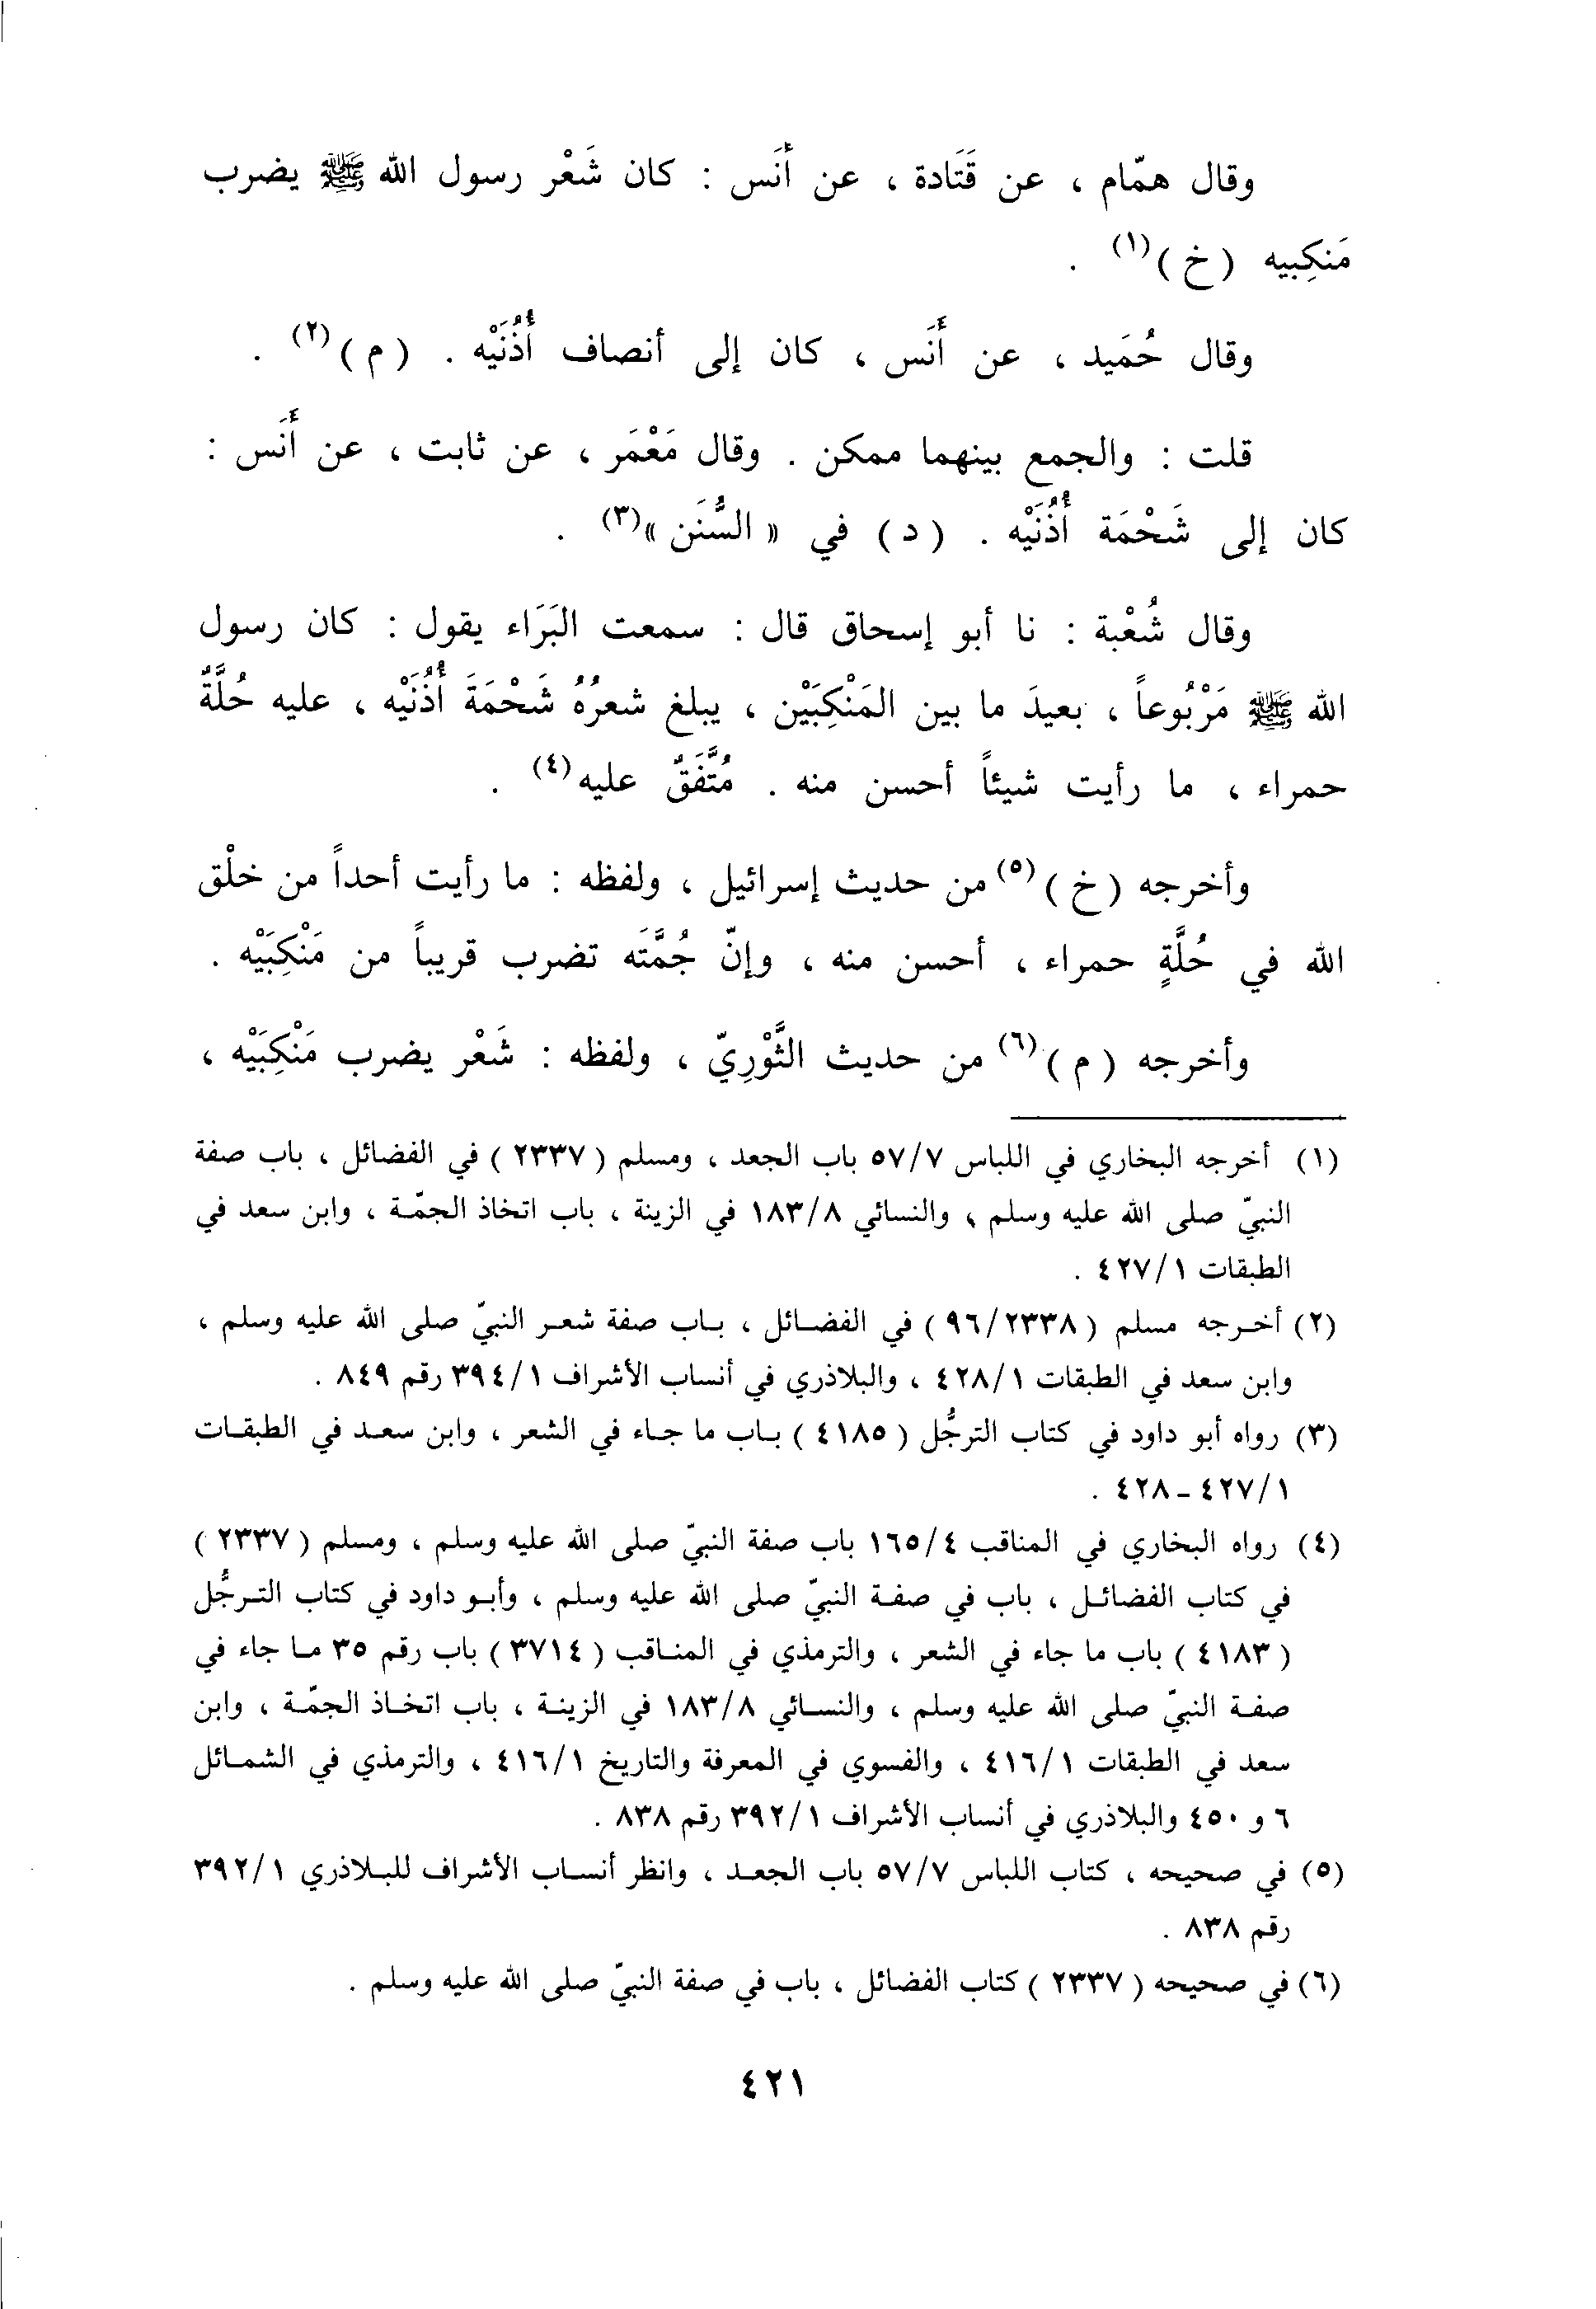 وقال همّام ، عن قَتَادة ، عن أَنَس : كان شَعْر رسول الله ﷺ يضرب
مَنكِبيه ( خ )(١) .
وقال حُمَيد ، عن أَنَس ، كان إلى أنصاف أُذُنَيْه . ( م )(٢) .
قلت : والجمع بينهما ممكن . وقال مَعْمَر ، عن ثابت ، عن أَنَس :
كان إلى شَحْمَة أُذُنَيْه . ( د ) في « السُّنَن »(٣) .
وقال شُعْبة : نا أبو إسحاق قال : سمعت البَرَاء يقول : كان رسول
الله ﷺ مَرْبُوعاً ، بعيدَ ما بين المَنْكِبَيْن ، يبلغ شعرُهُ شَحْمَةَ أُذُنَيْه ، عليه حُلَّةٌ
حمراء ، ما رأيت شيئاً أحسن منه . مُتَّفَقٌ عليه(٤) .
وأخرجه ( خ )(٥) من حديث إسرائيل ، ولفظه : ما رأيت أحداً من خلْق
الله في حُلَّةٍ حمراء ، أحسن منه ، وإنّ جُمَّتَه تضرب قريباً من مَنْكِبَيْه .
وأخرجه ( م )(٦) من حديث الثَّوْرِيّ ، ولفظه : شَعْر يضرب مَنْكِبَيْه ،
(١) أخرجه البخاري في اللباس ٥٧/٧ باب الجعد ، ومسلم ( ٢٣٣٧ ) في الفضائل ، باب صفة
النبيّ صلى الله عليه وسلم ، والنسائي ١٨٣/٨ في الزينة ، باب اتخاذ الجمّة ، وابن سعد في
الطبقات ٤٢٧/١ .
(٢) أخرجه مسلم ( ٩٦/٢٣٣٨ ) في الفضائل ، باب صفة شعر النبيّ صلى الله عليه وسلم ،
وابن سعد في الطبقات ٤٢٨/١ ، والبلاذري في أنساب الأشراف ٣٩٤/١ رقم ٨٤٩ .
(٣) رواه أبو داود في كتاب الترجُّل ( ٤١٨٥ ) باب ما جاء في الشعر ، وابن سعد في الطبقات
٤٢٧/١ ـ ٤٢٨ .
(٤) رواه البخاري في المناقب ١٦٥/٤ باب صفة النبيّ صلى الله عليه وسلم ، ومسلم ( ٢٣٣٧ )
في كتاب الفضائل ، باب في صفة النبيّ صلى الله عليه وسلم ، وأبو داود في كتاب الترجُّل
( ٤١٨٣ ) باب ما جاء في الشعر ، والترمذي في المناقب ( ٣٧١٤ ) باب رقم ٣٥ ما جاء في
صفة النبيّ صلى الله عليه وسلم ، والنسائي ١٨٣/٨ في الزينة ، باب اتخاذ الجمّة ، وابن
سعد في الطبقات ٤١٦/١ ، والفسوي في المعرفة والتاريخ ٤١٦/١ ، والترمذي في الشمائل
٦ و ٤٥٠ والبلاذري في أنساب الأشراف ٣٩٢/١ رقم ٨٣٨ .
(٥) في صحيحه ، كتاب اللباس ٥٧/٧ باب الجعد ، وانظر أنساب الأشراف للبلاذري ٣٩٢/١
رقم ٨٣٨ .
(٦) في صحيحه ( ٢٣٣٧ ) كتاب الفضائل ، باب في صفة النبيّ صلى الله عليه وسلم .
٤٢١